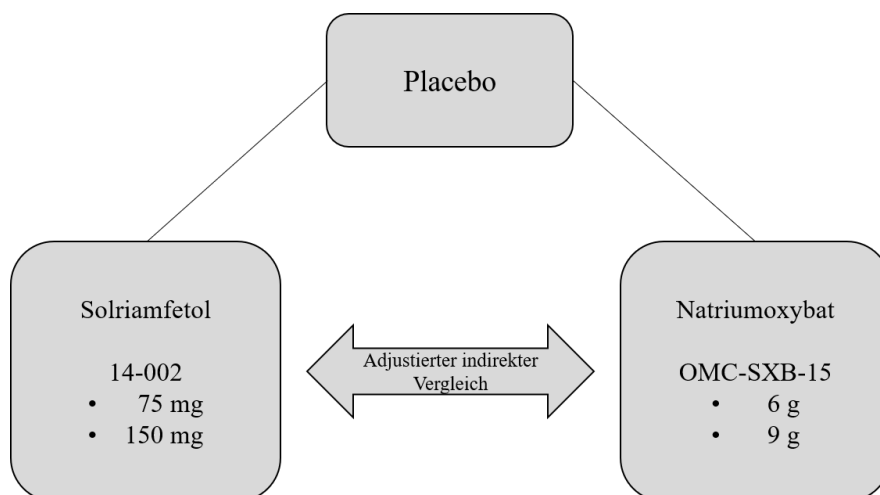 Placebo
Solriamfetol
14-002
• 75 mg
• 150 mg
Adjustierter indirekter
Vergleich
Natriumoxybat
OMC-SXB-15
• 6 g
• 9 g